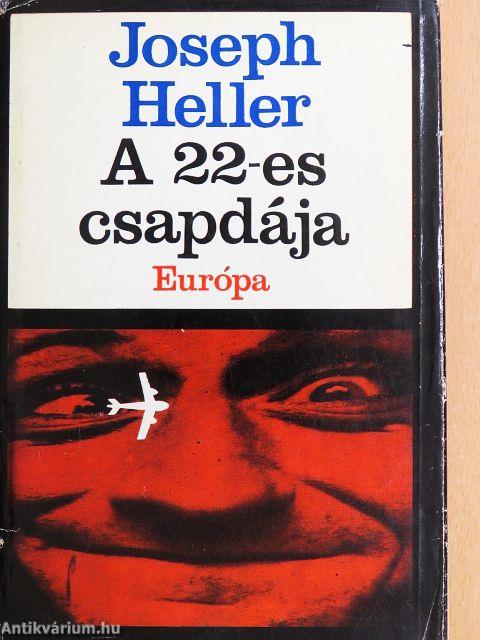 Joseph
Heller
A 22-es
csapdája
Európa
Antikvárium.hu